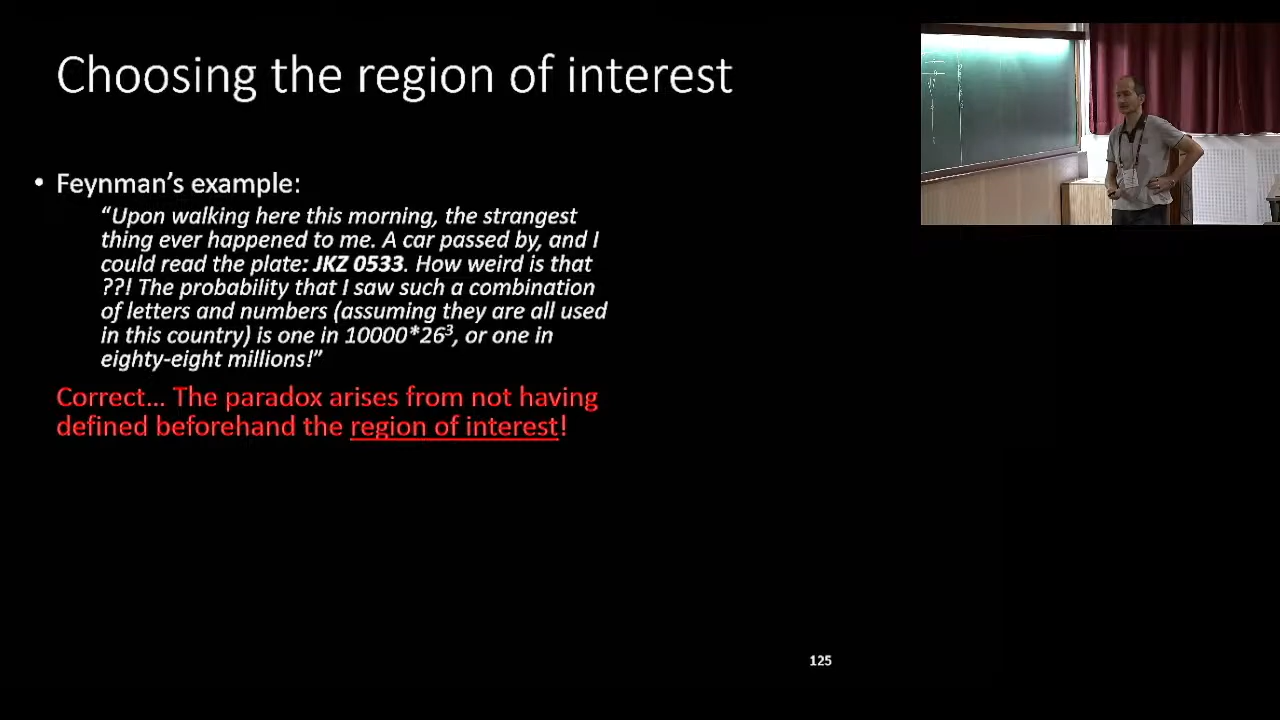 Choosing the region of interest
• Feynman's example:
“Upon walking here this morning, the strangest
thing ever happened to me. A car passed by, and I
could read the plate: JKZ 0533. How weird is that
??! The probability that I saw such a combination
of letters and numbers (assuming they are all used
in this country) is one in 10000*26³, or one in
eighty-eight millions!”
Correct... The paradox arises from not having
defined beforehand the region of interest!
125